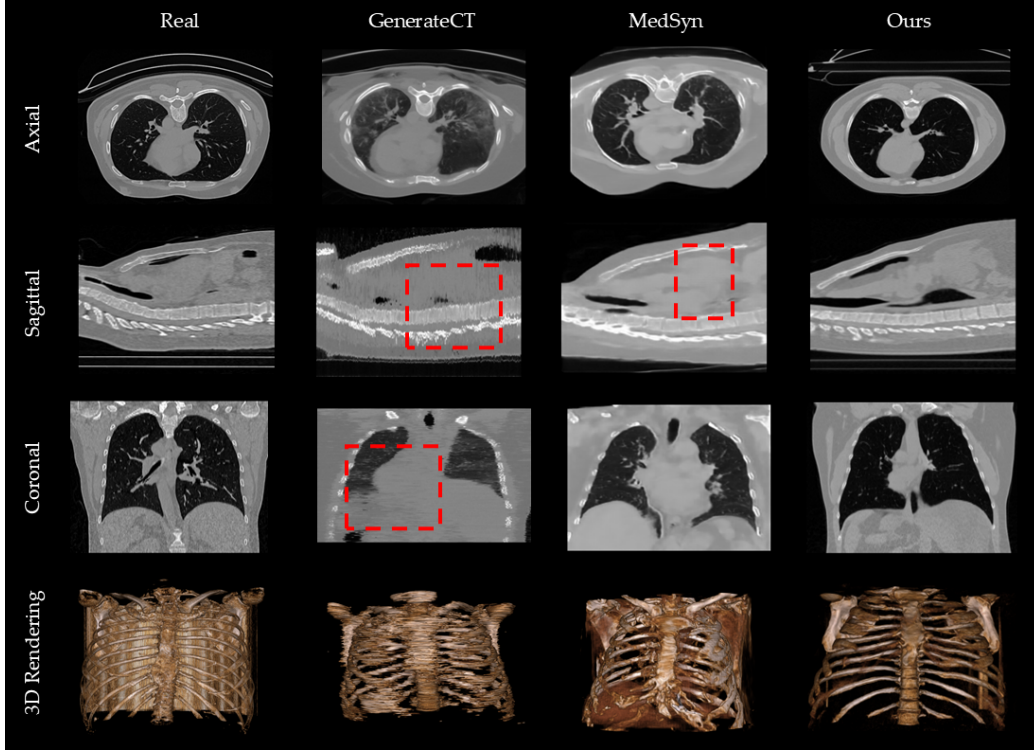 Real
GenerateCT
MedSyn
Ours
Axial
Sagittal
Coronal
3D Rendering